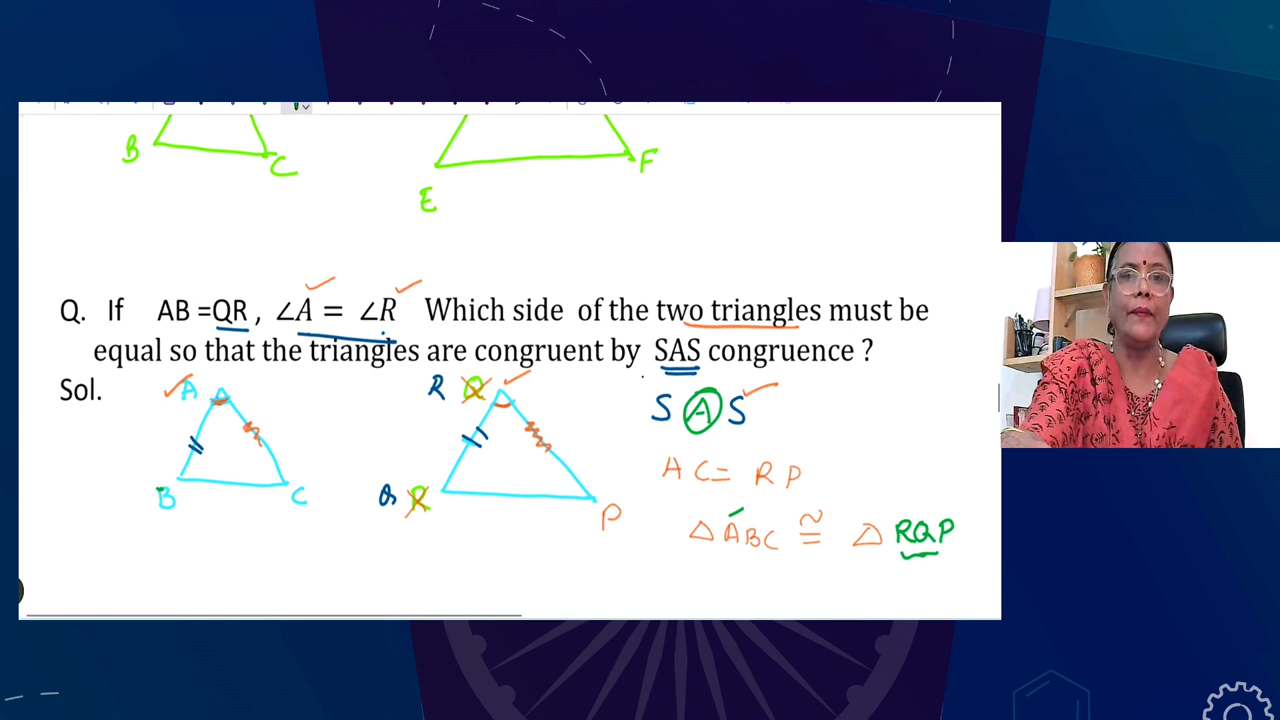 B C E F
Q. If AB =QR , ∠A = ∠R Which side of the two triangles must be
equal so that the triangles are congruent by SAS congruence ?
Sol.
A R Q
S A S
B C Q R P
AC = RP
△ ABC ≅ △ RQP